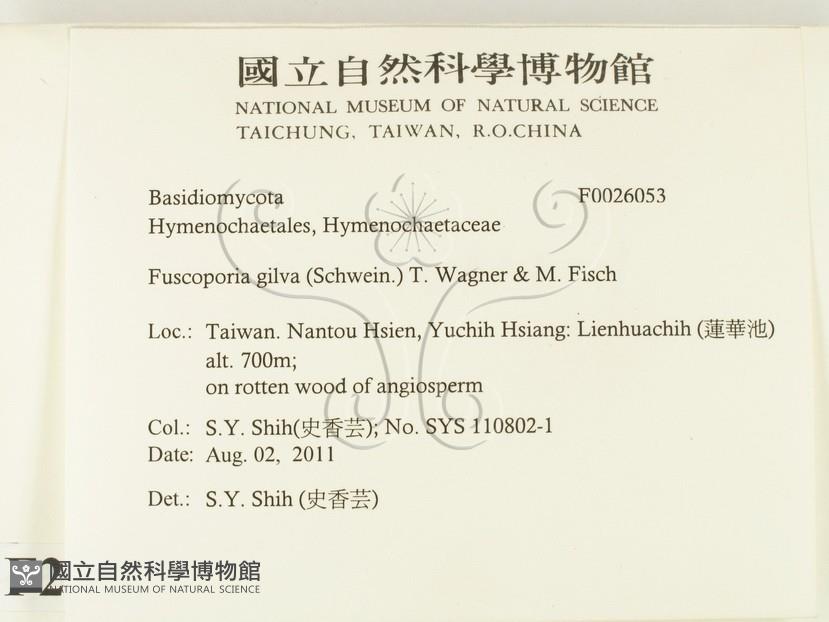 國立自然科學博物館
NATIONAL MUSEUM OF NATURAL SCIENCE
TAICHUNG, TAIWAN, R.O.CHINA
Basidiomycota F0026053
Hymenochaetales, Hymenochaetaceae
Fuscoporia gilva (Schwein.) T. Wagner & M. Fisch
Loc.: Taiwan. Nantou Hsien, Yuchih Hsiang: Lienhuachih (蓮華池)
alt. 700m;
on rotten wood of angiosperm
Col.: S.Y. Shih(史香芸); No. SYS 110802-1
Date: Aug. 02, 2011
Det.: S.Y. Shih (史香芸)
國立自然科學博物館
NATIONAL MUSEUM OF NATURAL SCIENCE